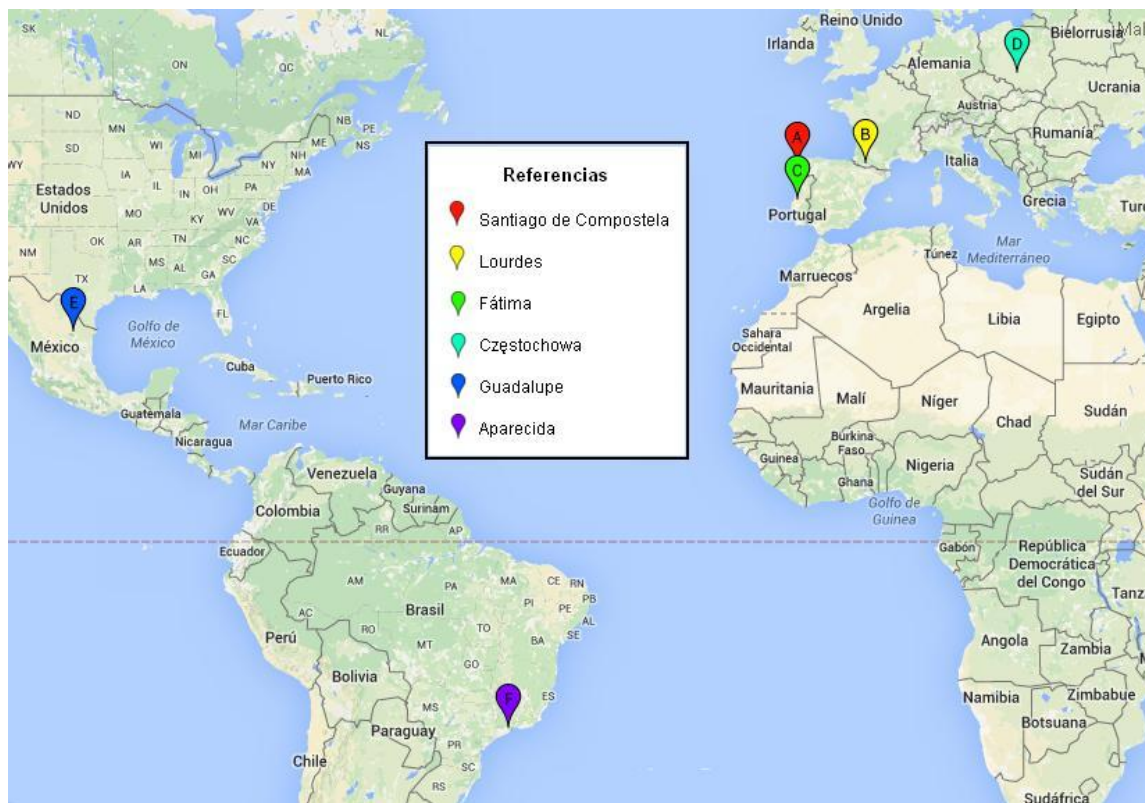 Referencias
Santiago de Compostela
Lourdes
Fátima
Częstochowa
Guadalupe
Aparecida
Reino Unido
Irlanda
Bielorrusia
Mal
Alemania
Ucrania
Austria
Rumanía
Italia
Grecia
Turq
Portugal
Mar
Mediterráneo
Túnez
Marruecos
Argelia
Libia
Egipto
Sahara
Occidental
Mauritania
Malí
Níger
Chad
Sudán
Burkina
Faso
Guinea
Ghana
Nigeria
Sudán
del Sur
Golfo de
Guinea
Gabón
República
Democrática
del Congo
Tanza
Angola
Zambia
Namibia
Zimbabue
Botsuana
Sudáfrica
A
B
C
D
E
F
SK
ON
QC
NL
ND
MN
NB
PE
NS
ME
SD
WI
MI
NY
NH
MA
WY
IA
IL
IN
OH
PA
Estados
Unidos
MO
KY
WV
VA
DE
NM
OK
AR
TN
NC
MS
AL
SC
GA
TX
LA
FL
México
Golfo de
México
Cuba
Puerto Rico
Guatemala
Nicaragua
Mar Caribe
Venezuela
Guyana
Surinam
Colombia
Ecuador
RR
AP
AM
PA
MA
CE
RN
PB
PE
AL
SE
PI
TO
BA
Brasil
AC
RO
MT
GO
ES
MS
Perú
Bolivia
Paraguay
PR
SC
RS
Chile